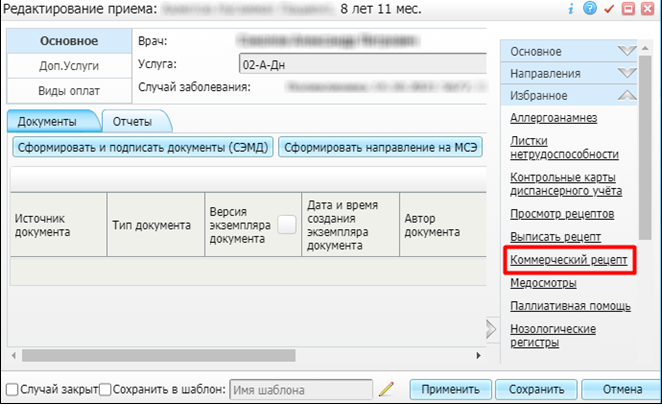 Редактирование приема: 8 лет 11 мес.
Основное
Доп.Услуги
Виды оплат
Врач:
Услуга: 02-А-Дн
Случай заболевания:
Документы Отчеты
Сформировать и подписать документы (СЭМД) Сформировать направление на МСЭ
Источник документа
Тип документа
Версия экземпляра документа
Дата и время создания экземпляра документа
Автор документа
Основное
Направления
Избранное
Аллергоанамнез
Листки
нетрудоспособности
Контрольные карты
диспансерного учёта
Просмотр рецептов
Выписать рецепт
Коммерческий рецепт
Медосмотры
Паллиативная помощь
Нозологические
регистры
Случай закрыт Сохранить в шаблон: Имя шаблона Применить Сохранить Отмена